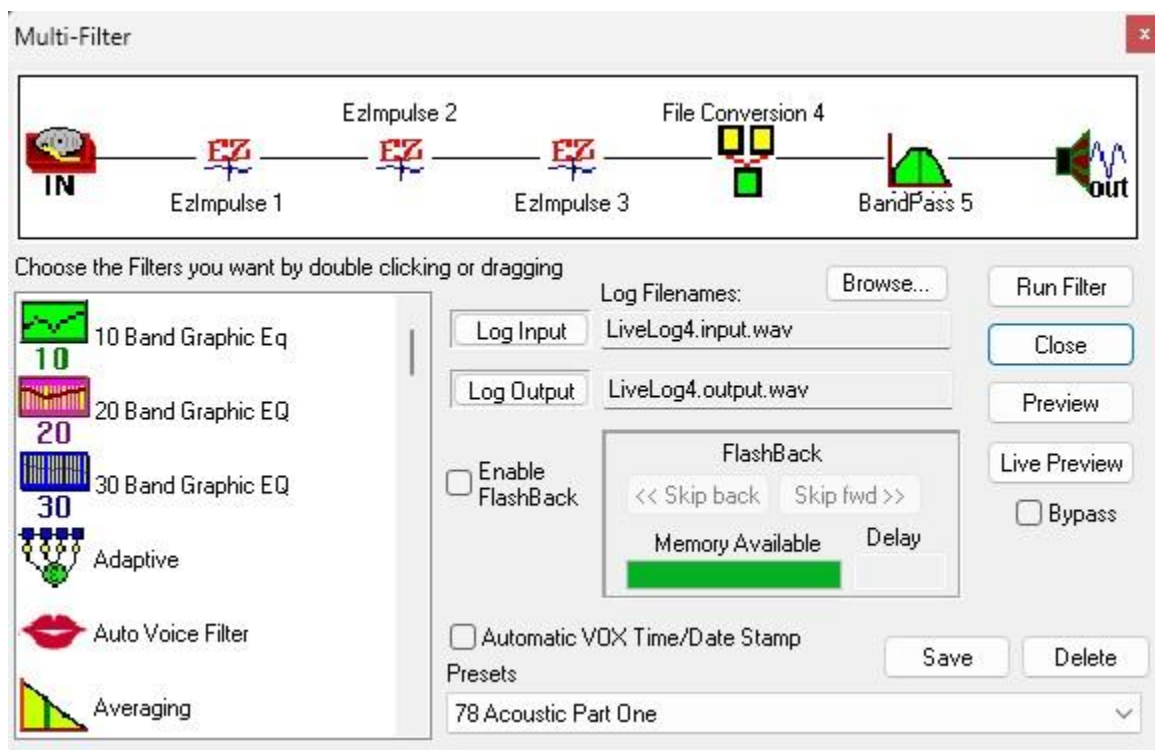 Multi-Filter
x
EzImpulse 2
File Conversion 4
EZ
EZ
EZ
IN
out
EzImpulse 1
EzImpulse 3
BandPass 5
Choose the Filters you want by double clicking or dragging
10 Band Graphic Eq
10
20 Band Graphic EQ
20
30 Band Graphic EQ
30
Adaptive
Auto Voice Filter
Averaging
Log Filenames:
Browse...
Log Input
LiveLog4.input.wav
Log Output
LiveLog4.output.wav
Enable
FlashBack
FlashBack
<< Skip back
Skip fwd >>
Memory Available
Delay
Run Filter
Close
Preview
Live Preview
Bypass
Automatic VOX Time/Date Stamp
Save
Delete
Presets
78 Acoustic Part One